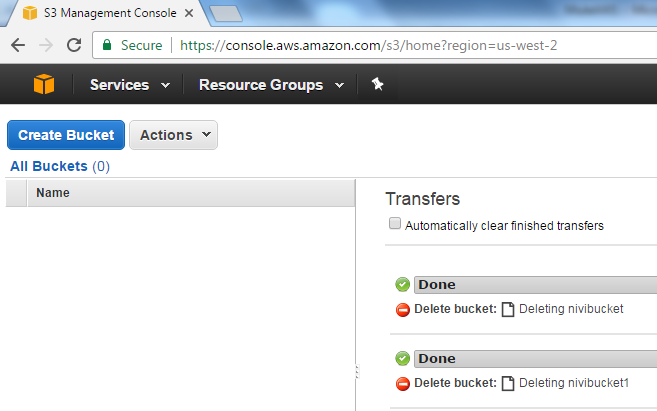 S3 Management Console
Secure https://console.aws.amazon.com/s3/home?region=us-west-2
Services Resource Groups
Create Bucket Actions
All Buckets (0)
Name
Transfers
Automatically clear finished transfers
Done
Delete bucket: Deleting nivibucket
Done
Delete bucket: Deleting nivibucket1